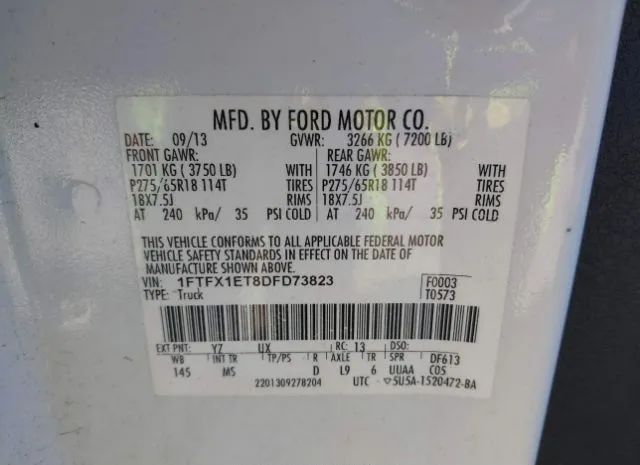 MFD. BY FORD MOTOR CO.
DATE: 09/13 GVWR: 3266 KG ( 7200 LB)
FRONT GAWR: REAR GAWR:
1701 KG ( 3750 LB) WITH 1746 KG ( 3850 LB) WITH
P275/65R18 114T TIRES P275/65R18 114T TIRES
18X7.5J RIMS 18X7.5J RIMS
AT 240 kPa/ 35 PSI COLD AT 240 kPa/ 35 PSI COLD
THIS VEHICLE CONFORMS TO ALL APPLICABLE FEDERAL MOTOR
VEHICLE SAFETY STANDARDS IN EFFECT ON THE DATE OF
MANUFACTURE SHOWN ABOVE.
VIN: 1FTFX1ET8DFD73823 F0003
TYPE: Truck T0573
EXT PNT: YZ UX RC: 13 DSO:
WB INT TR TP/PS R AXLE TR SPR DF613
145 MS D L9 6 UUAA C05
2201309278204 UTC ▽5U5A-1520472-BA